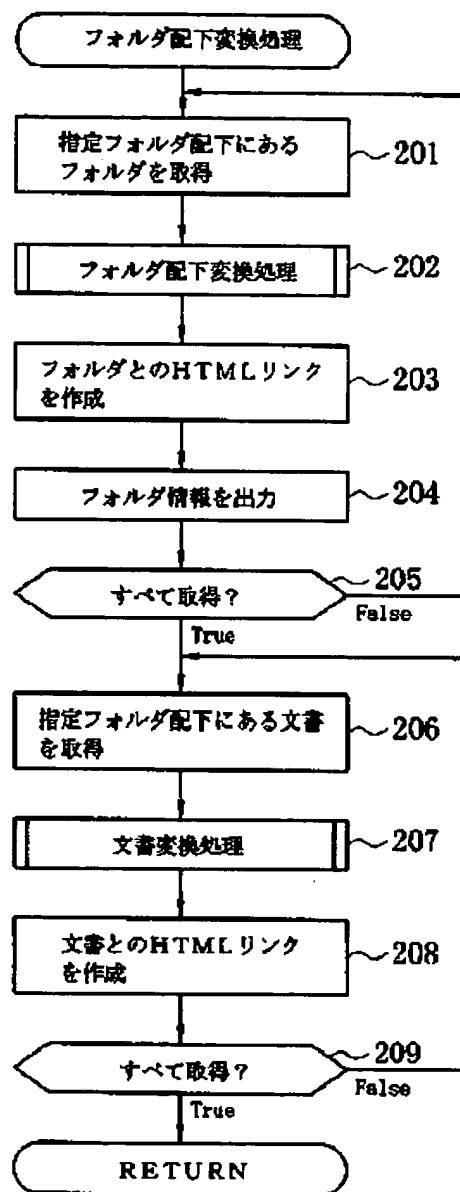 フォルダ配下変換処理
指定フォルダ配下にある
フォルダを取得
201
フォルダ配下変換処理
202
フォルダとのHTMLリンク
を作成
203
フォルダ情報を出力
204
すべて取得?
205
False
True
指定フォルダ配下にある文書
を取得
206
文書変換処理
207
文書とのHTMLリンク
を作成
208
すべて取得?
209
False
True
RETURN